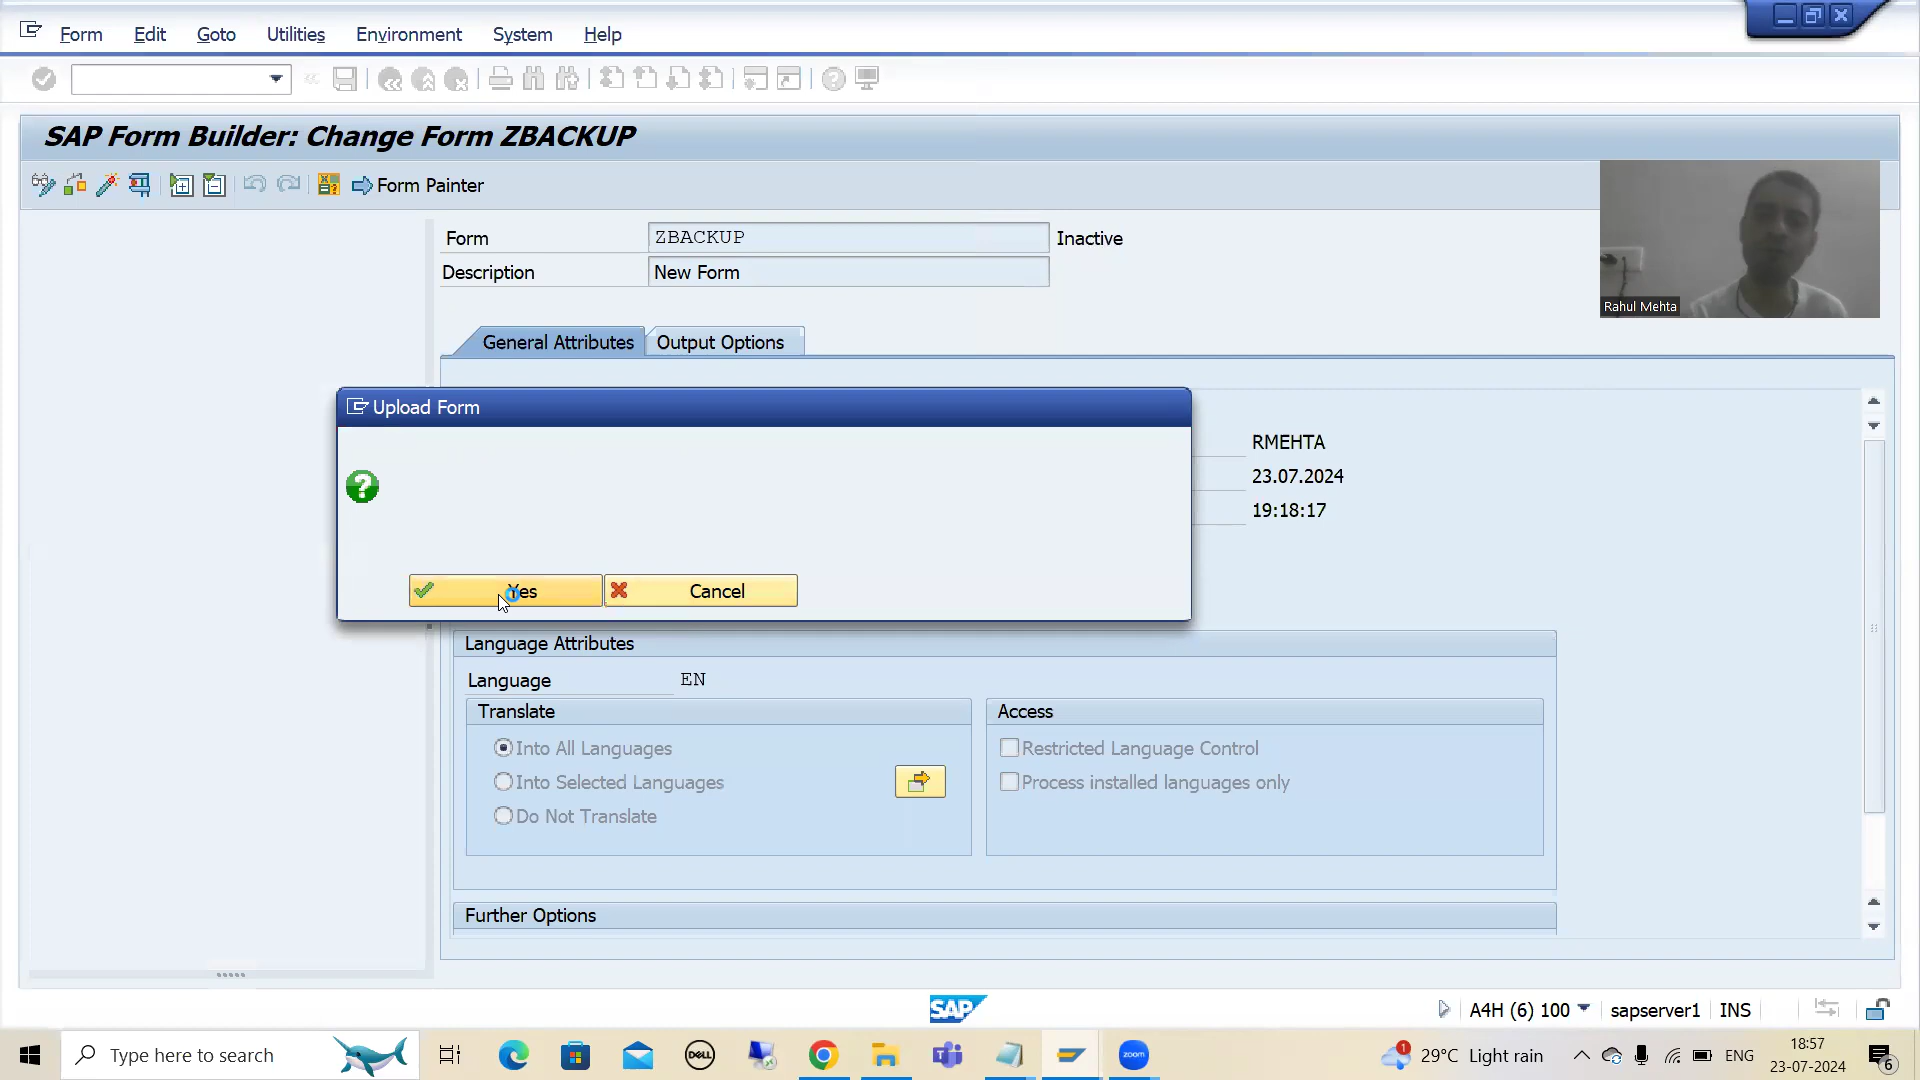 Form Edit Goto Utilities Environment System Help
SAP Form Builder: Change Form ZBACKUP
Form Painter
Form ZBACKUP Inactive
Description New Form
Rahul Mehta
General Attributes Output Options
Upload Form
RMEHTA
23.07.2024
19:18:17
Yes Cancel
Language Attributes
Language EN
Translate Access
Into All Languages Restricted Language Control
Into Selected Languages Process installed languages only
Do Not Translate
Further Options
SAP A4H (6) 100 sapserver1 INS
Type here to search DELL zoom 1 29°C Light rain ENG 18:57
23-07-2024 6